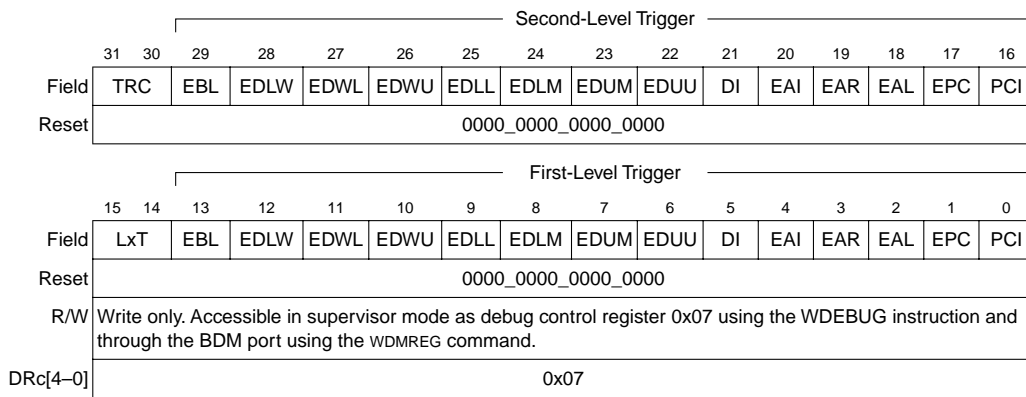 Second-Level Trigger
31 30 29 28 27 26 25 24 23 22 21 20 19 18 17 16
Field TRC EBL EDLW EDWL EDWU EDLL EDLM EDUM EDUU DI EAI EAR EAL EPC PCI
Reset 0000_0000_0000_0000
First-Level Trigger
15 14 13 12 11 10 9 8 7 6 5 4 3 2 1 0
Field LxT EBL EDLW EDWL EDWU EDLL EDLM EDUM EDUU DI EAI EAR EAL EPC PCI
Reset 0000_0000_0000_0000
R/W Write only. Accessible in supervisor mode as debug control register 0x07 using the WDEBUG instruction and
through the BDM port using the WDMREG command.
DRc[4–0] 0x07